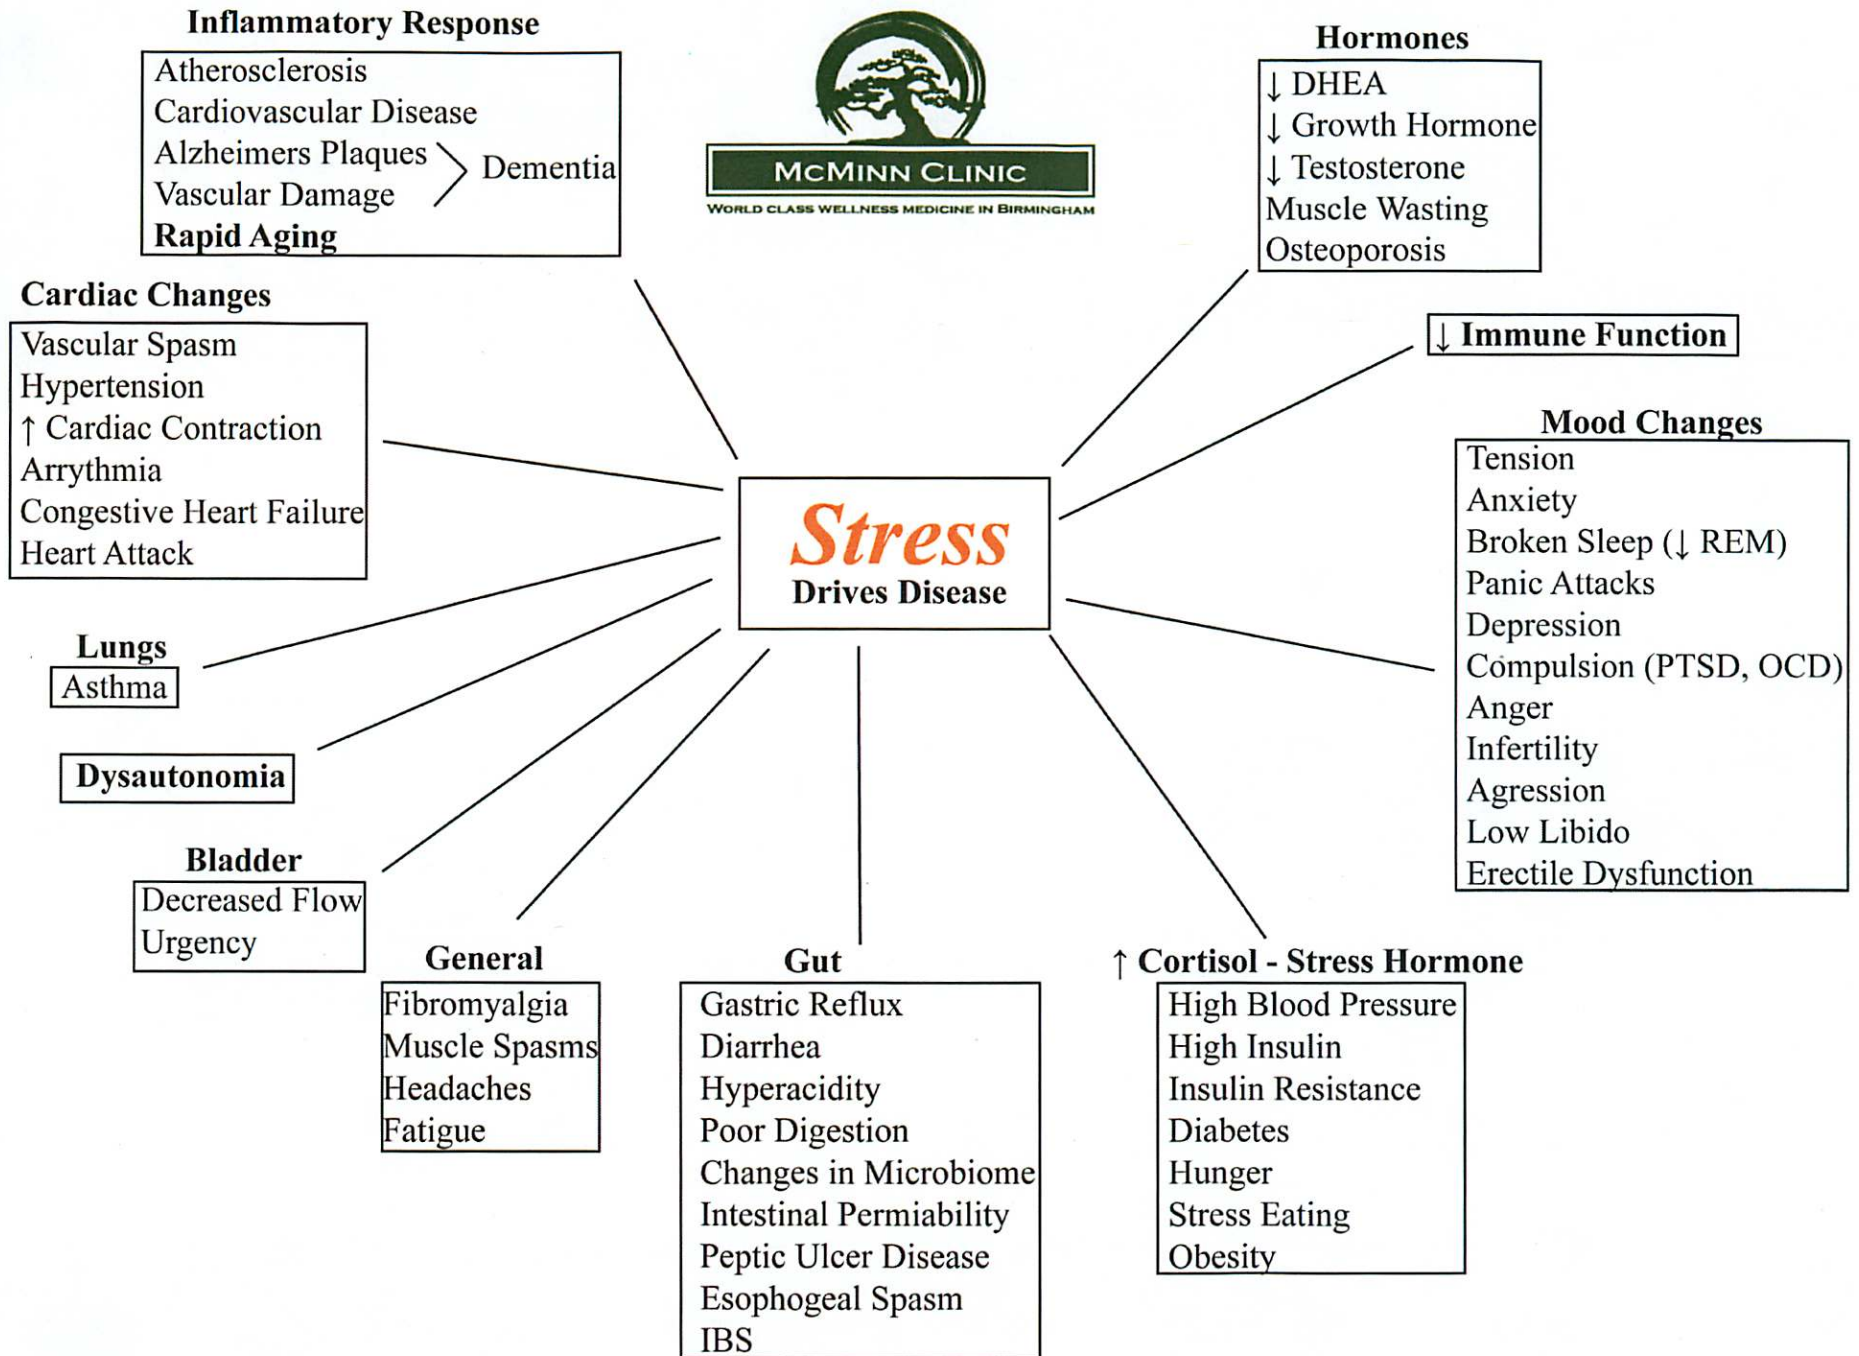 Inflammatory Response
Atherosclerosis
Cardiovascular Disease
Alzheimers Plaques
Vascular Damage
Dementia
Rapid Aging
McMinn Clinic
World class wellness medicine in Birmingham
Hormones
↓ DHEA
↓ Growth Hormone
↓ Testosterone
Muscle Wasting
Osteoporosis
Cardiac Changes
Vascular Spasm
Hypertension
↑ Cardiac Contraction
Arrythmia
Congestive Heart Failure
Heart Attack
↓ Immune Function
Mood Changes
Tension
Anxiety
Broken Sleep (↓ REM)
Panic Attacks
Depression
Compulsion (PTSD, OCD)
Anger
Infertility
Agression
Low Libido
Erectile Dysfunction
Stress
Drives Disease
Lungs
Asthma
Dysautonomia
Bladder
Decreased Flow
Urgency
General
Fibromyalgia
Muscle Spasms
Headaches
Fatigue
Gut
Gastric Reflux
Diarrhea
Hyperacidity
Poor Digestion
Changes in Microbiome
Intestinal Permiability
Peptic Ulcer Disease
Esophogeal Spasm
IBS
↑ Cortisol - Stress Hormone
High Blood Pressure
High Insulin
Insulin Resistance
Diabetes
Hunger
Stress Eating
Obesity